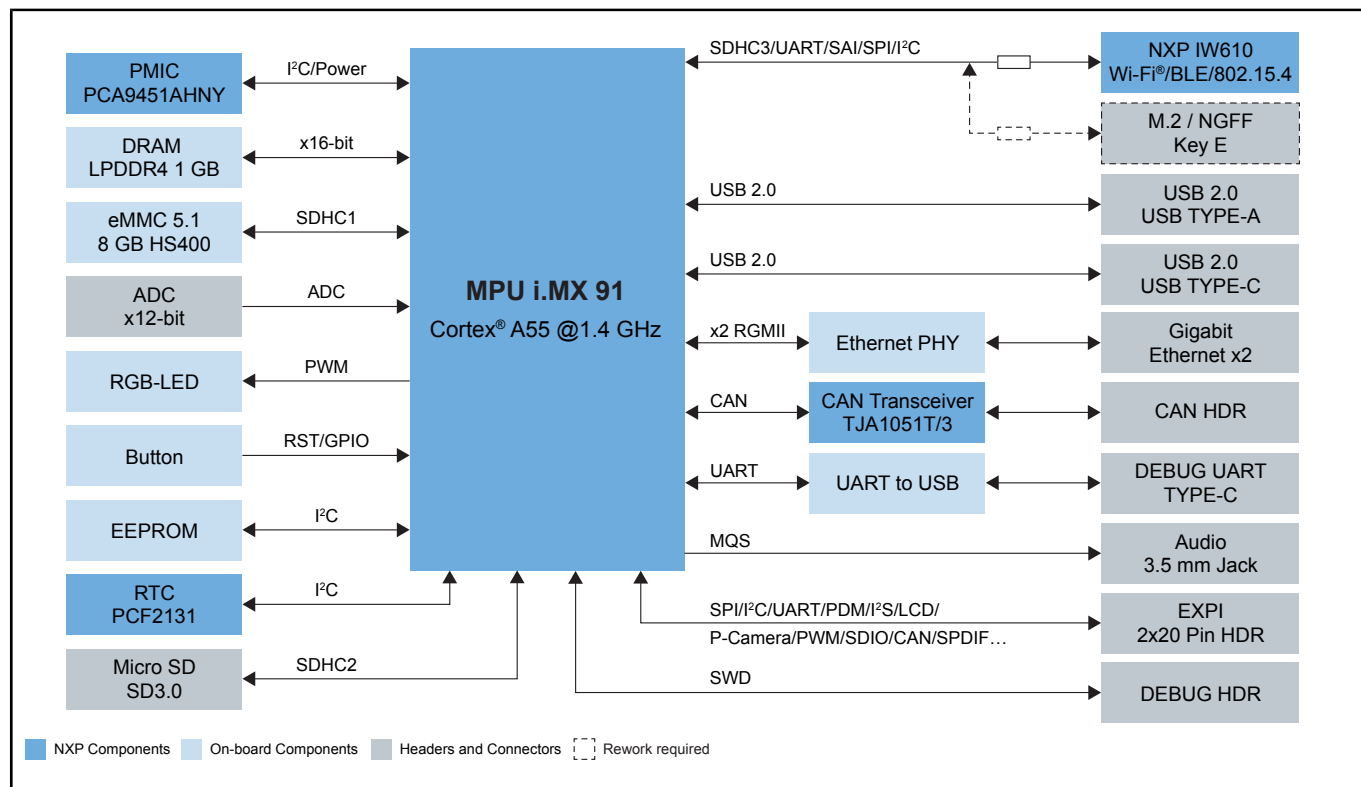 PMIC
PCA9451AHNY
I²C/Power
DRAM
LPDDR4 1 GB
x16-bit
eMMC 5.1
8 GB HS400
SDHC1
ADC
x12-bit
ADC
RGB-LED
PWM
Button
RST/GPIO
EEPROM
I²C
RTC
PCF2131
I²C
Micro SD
SD3.0
SDHC2
MPU i.MX 91
Cortex® A55 @1.4 GHz
SDHC3/UART/SAI/SPI/I²C
NXP IW610
Wi-Fi®/BLE/802.15.4
M.2 / NGFF
Key E
USB 2.0
USB 2.0
USB TYPE-A
USB 2.0
USB 2.0
USB TYPE-C
x2 RGMII
Ethernet PHY
Gigabit
Ethernet x2
CAN
CAN Transceiver
TJA1051T/3
CAN HDR
UART
UART to USB
DEBUG UART
TYPE-C
MQS
Audio
3.5 mm Jack
SPI/I²C/UART/PDM/I²S/LCD/
P-Camera/PWM/SDIO/CAN/SPDIF…
EXPI
2x20 Pin HDR
SWD
DEBUG HDR
NXP Components
On-board Components
Headers and Connectors
Rework required